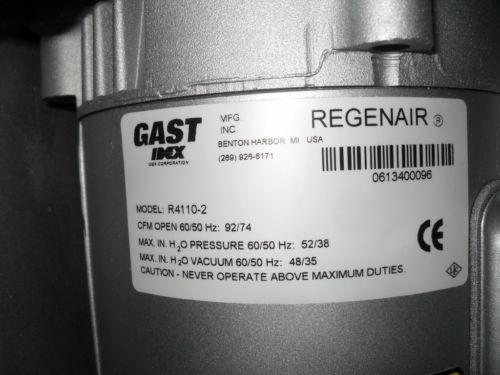 GAST
IDEX
IDEX CORPORATION
MFG
INC.
BENTON HARBOR MI USA
(269) 926-6171
REGENAIR ®
0613400096
MODEL: R4110-2
CFM OPEN 60/50 Hz: 92/74
MAX. IN. H₂O PRESSURE 60/50 Hz: 52/38
MAX. IN. H₂O VACUUM 60/50 Hz: 48/35
CAUTION - NEVER OPERATE ABOVE MAXIMUM DUTIES.
CE